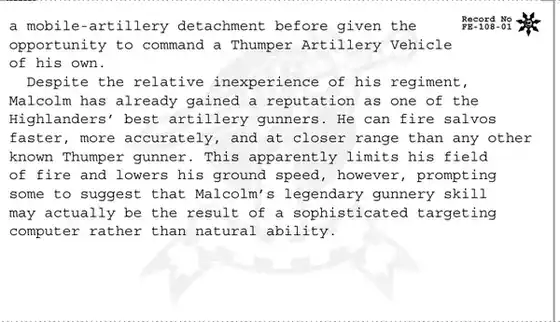 a mobile-artillery detachment before given the
opportunity to command a Thumper Artillery Vehicle
of his own.
Despite the relative inexperience of his regiment,
Malcolm has already gained a reputation as one of the
Highlanders’ best artillery gunners. He can fire salvos
faster, more accurately, and at closer range than any other
known Thumper gunner. This apparently limits his field
of fire and lowers his ground speed, however, prompting
some to suggest that Malcolm’s legendary gunnery skill
may actually be the result of a sophisticated targeting
computer rather than natural ability.
Record No
FE-108-01